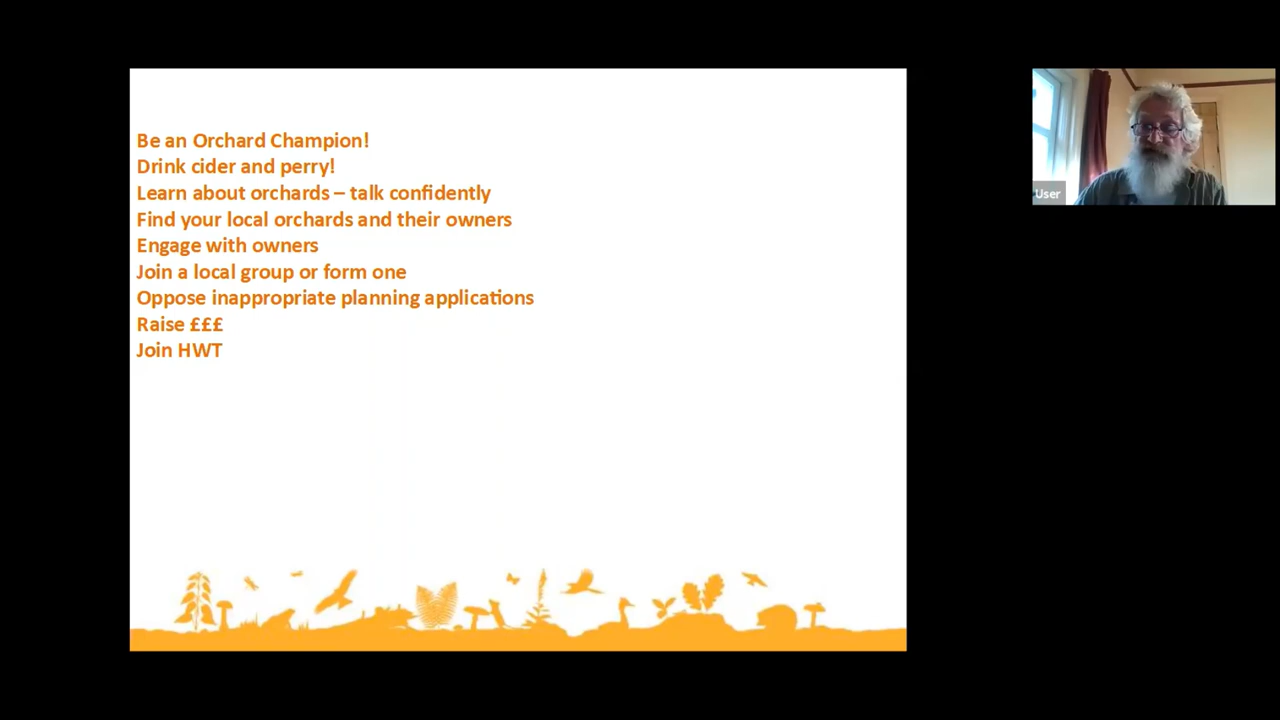 Be an Orchard Champion!
Drink cider and perry!
Learn about orchards – talk confidently
Find your local orchards and their owners
Engage with owners
Join a local group or form one
Oppose inappropriate planning applications
Raise £££
Join HWT
User